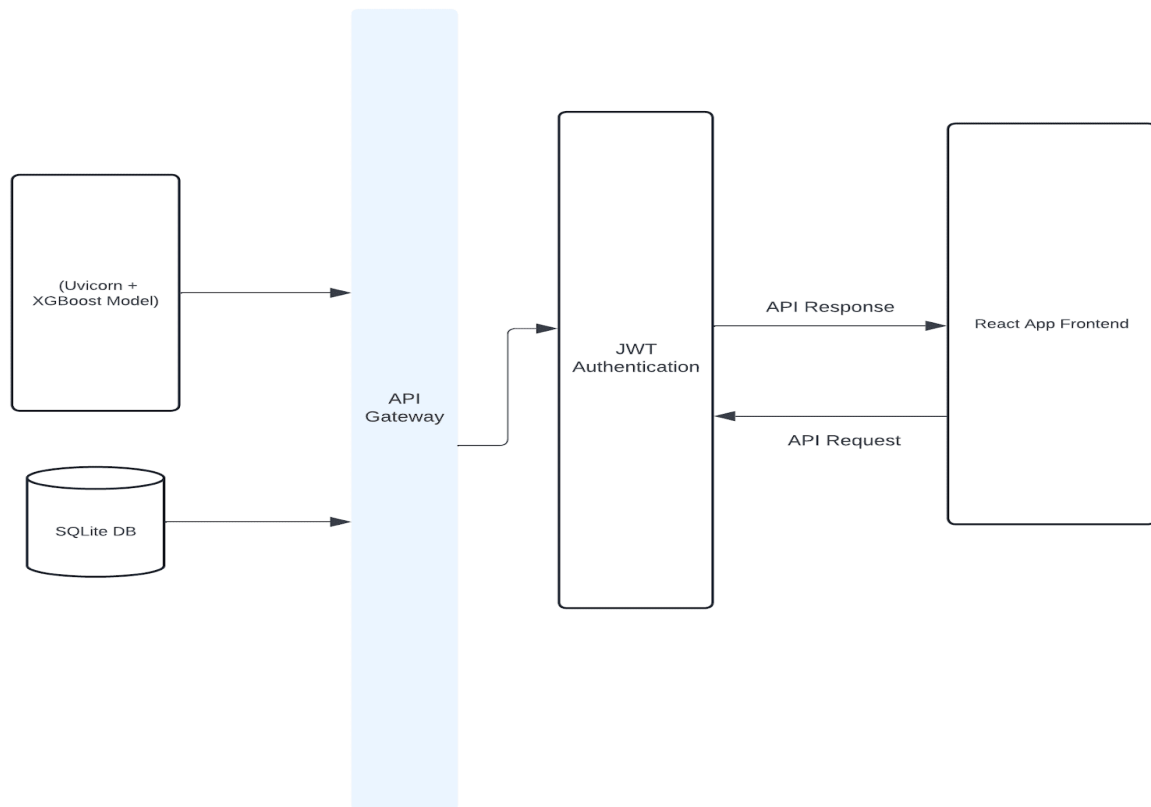 (Uvicorn +
XGBoost Model)
SQLite DB
API
Gateway
JWT
Authentication
API Response
API Request
React App Frontend